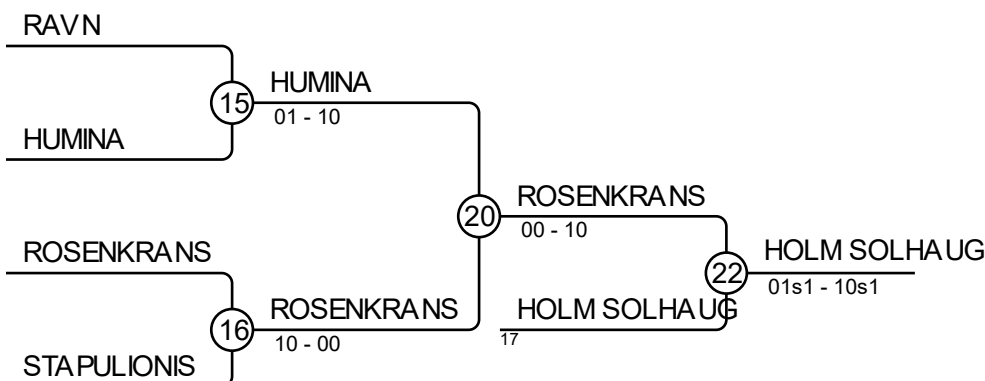 RAVN
HUMINA
15
01 - 10
HUMINA
ROSENKRANS
20
00 - 10
ROSENKRANS
HOLM SOLHAUG
22
01s1 - 10s1
ROSENKRANS
HOLM SOLHAUG
16
17
10 - 00
STAPULIONIS